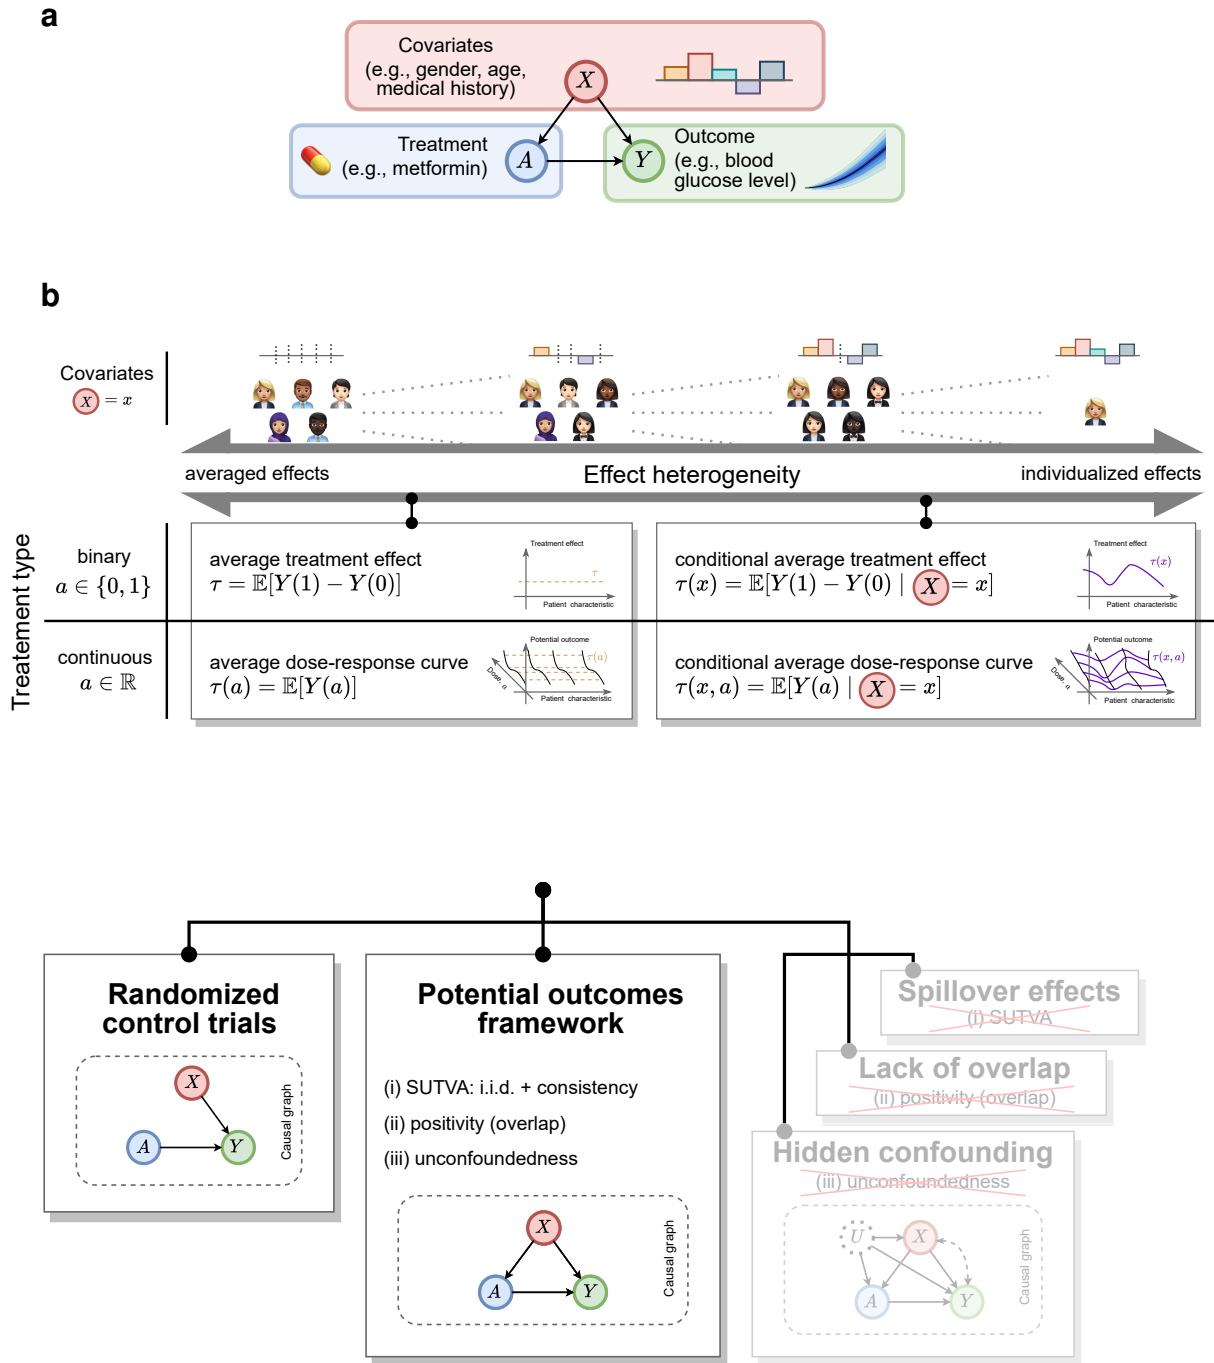 a
Covariates
(e.g., gender, age,
medical history)
X
Treatment
(e.g., metformin)
A
Y
Outcome
(e.g., blood
glucose level)
b
Covariates
X = x
averaged effects
Effect heterogeneity
individualized effects
Treatement type
binary
a ∈ {0, 1}
average treatment effect
τ = 𝔼[Y(1) − Y(0)]
Treatment effect
τ
Patient characteristic
conditional average treatment effect
τ(x) = 𝔼[Y(1) − Y(0) | X = x]
Treatment effect
τ(x)
Patient characteristic
continuous
a ∈ ℝ
average dose-response curve
τ(a) = 𝔼[Y(a)]
Potential outcome
τ(a)
Dose, a
Patient characteristic
conditional average dose-response curve
τ(x, a) = 𝔼[Y(a) | X = x]
Potential outcome
τ(x, a)
Dose, a
Patient characteristic
Randomized
control trials
X
A
Y
Causal graph
Potential outcomes
framework
(i) SUTVA: i.i.d. + consistency
(ii) positivity (overlap)
(iii) unconfoundedness
X
A
Y
Causal graph
Spillover effects
(i) SUTVA
Lack of overlap
(ii) positivity (overlap)
Hidden confounding
(iii) unconfoundedness
U
X
A
Y
Causal graph